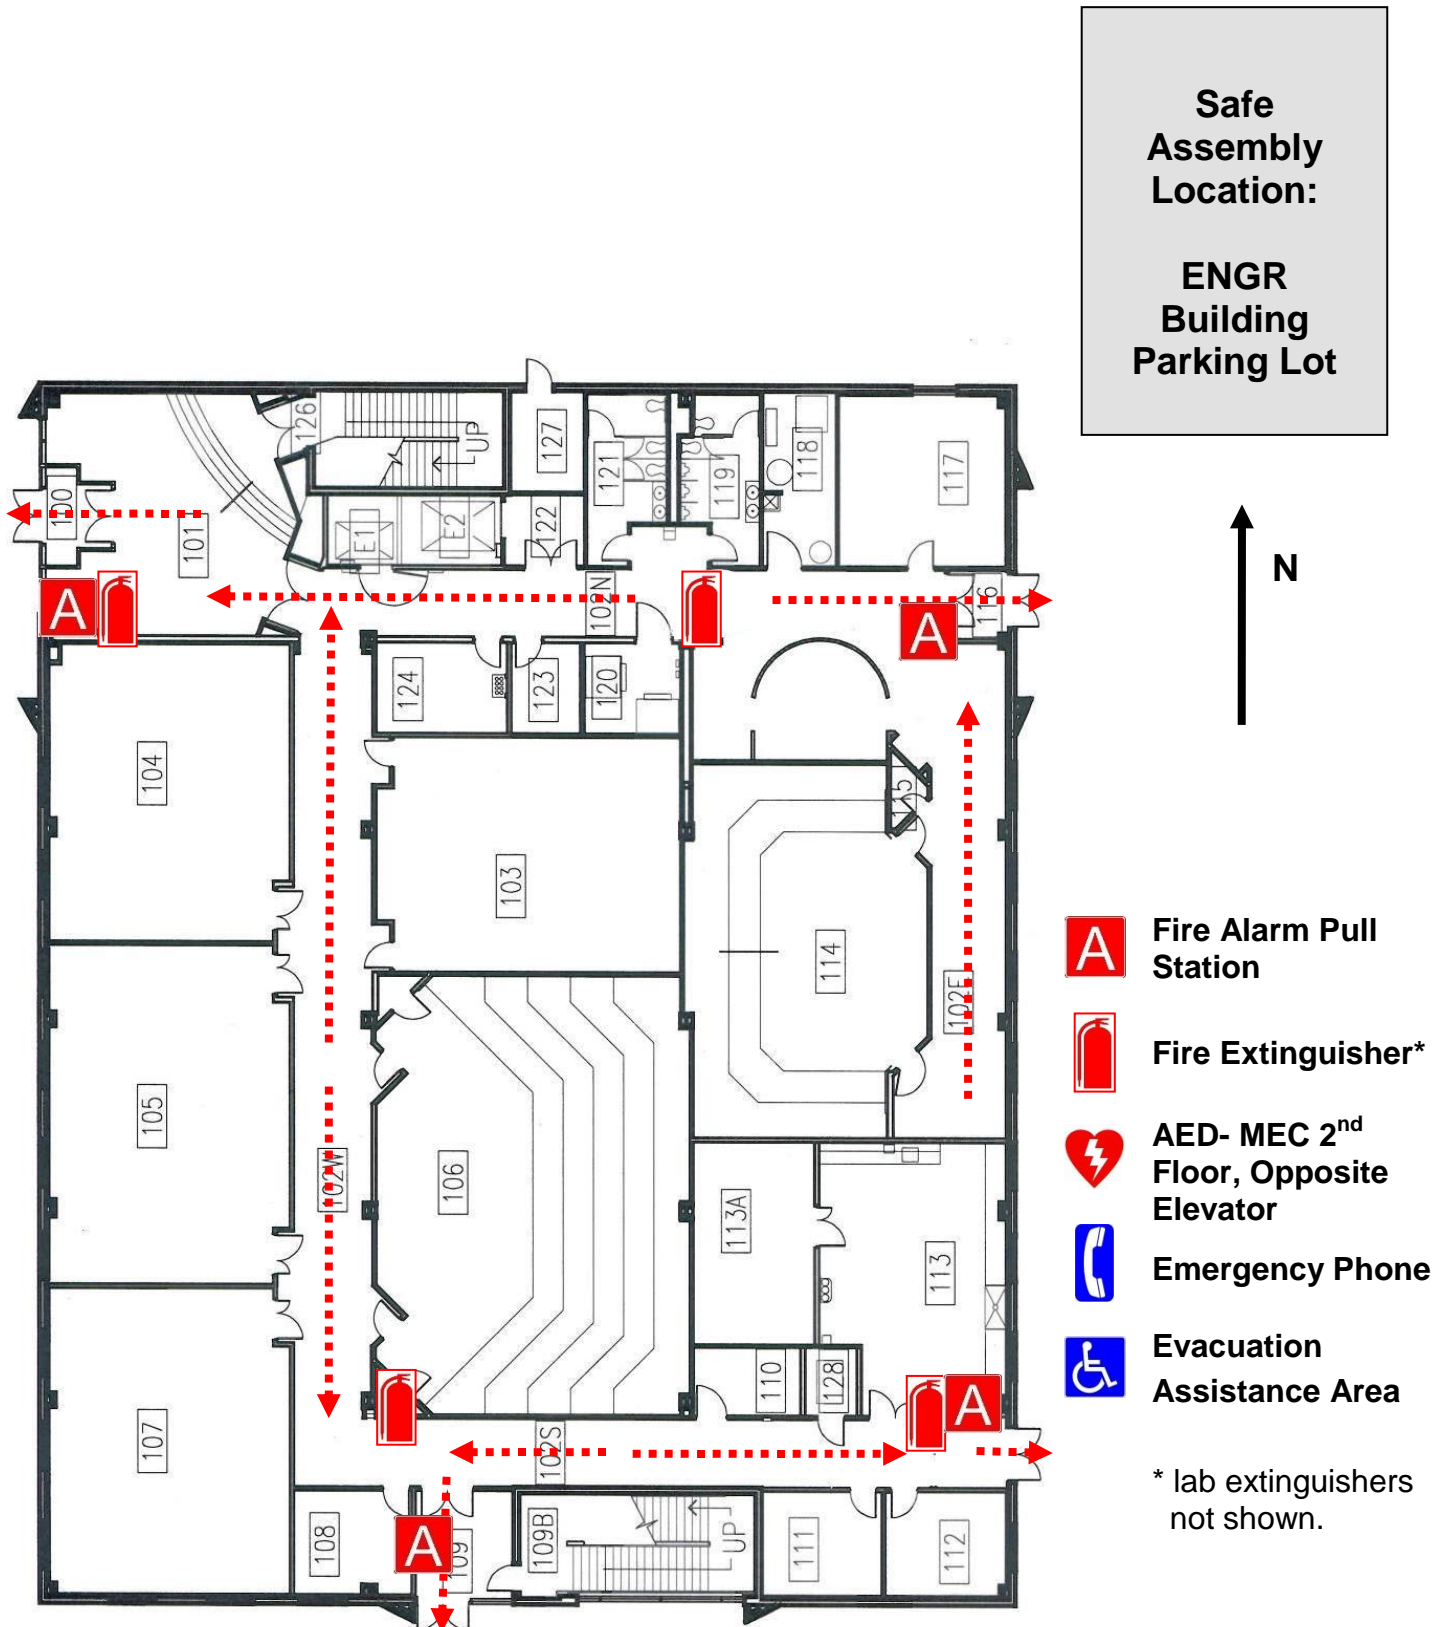 Safe
Assembly
Location:
ENGR
Building
Parking Lot
N
126
UP
127
121
119
118
117
100
101
E1
E2
122
102N
116
A
A
124
123
120
104
103
15
114
102E
105
102W
106
113A
113
110
128
107
A
102S
108
A
109
109B
UP
111
112
A
Fire Alarm Pull
Station
Fire Extinguisher*
AED- MEC 2nd
Floor, Opposite
Elevator
Emergency Phone
Evacuation
Assistance Area
* lab extinguishers
not shown.